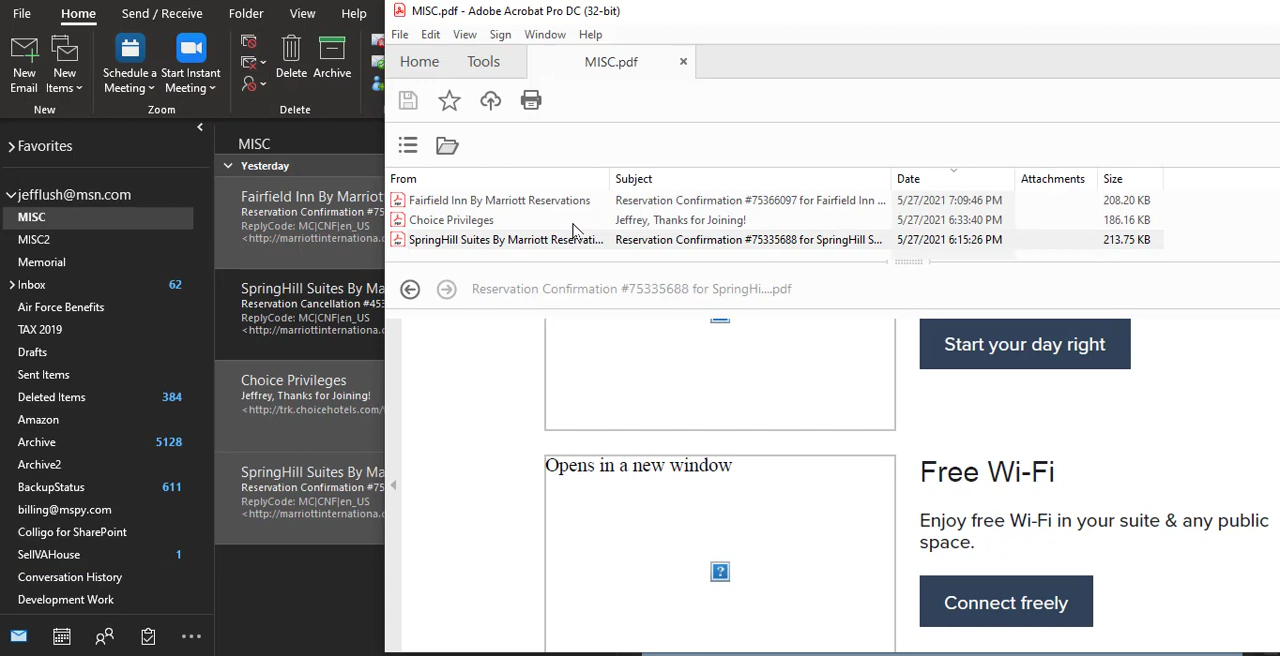 File Home Send / Receive Folder View Help
New Email
New Items
Schedule a Meeting
Start Instant Meeting
Delete
Archive
New
Zoom
Delete
Favorites
jefflush@msn.com
MISC
MISC2
Memorial
Inbox 62
Air Force Benefits
TAX 2019
Drafts
Sent Items
Deleted Items 384
Amazon
Archive 5128
Archive2
BackupStatus 611
billing@mspy.com
Colligo for SharePoint
SellVAHouse 1
Conversation History
Development Work
MISC
Yesterday
Fairfield Inn By Marriot
Reservation Confirmation #75
ReplyCode: MC|CNF|en_US
<http://marriottinternationa.c
SpringHill Suites By Ma
Reservation Cancellation #453
ReplyCode: MC|CNF|en_US
<http://marriottinternationa.c
Choice Privileges
Jeffrey, Thanks for Joining!
<http://trk.choicehotels.com/
SpringHill Suites By Ma
Reservation Confirmation #75
ReplyCode: MC|CNF|en_US
<http://marriottinternationa.c
MISC.pdf - Adobe Acrobat Pro DC (32-bit)
File Edit View Sign Window Help
Home Tools MISC.pdf ×
From Subject Date Attachments Size
Fairfield Inn By Marriott Reservations Reservation Confirmation #75366097 for Fairfield Inn ... 5/27/2021 7:09:46 PM 208.20 KB
Choice Privileges Jeffrey, Thanks for Joining! 5/27/2021 6:33:40 PM 186.16 KB
SpringHill Suites By Marriott Reservati... Reservation Confirmation #75335688 for SpringHill S... 5/27/2021 6:15:26 PM 213.75 KB
Reservation Confirmation #75335688 for SpringHi....pdf
Start your day right
Opens in a new window
Free Wi-Fi
Enjoy free Wi-Fi in your suite & any public
space.
Connect freely